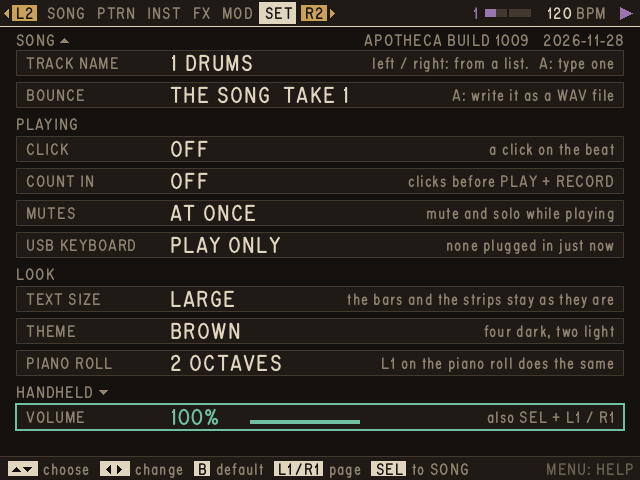 L2 SONG PTRN INST FX MOD SET R2 1 120 BPM
SONG APOTHECA BUILD 1009 2026-11-28
TRACK NAME 1 DRUMS left / right: from a list. A: type one
BOUNCE THE SONG TAKE 1 A: write it as a WAV file
PLAYING
CLICK OFF a click on the beat
COUNT IN OFF clicks before PLAY + RECORD
MUTES AT ONCE mute and solo while playing
USB KEYBOARD PLAY ONLY none plugged in just now
LOOK
TEXT SIZE LARGE the bars and the strips stay as they are
THEME BROWN four dark, two light
PIANO ROLL 2 OCTAVES L1 on the piano roll does the same
HANDHELD
VOLUME 100% also SEL + L1 / R1
choose change B default L1/R1 page SEL to SONG MENU: HELP